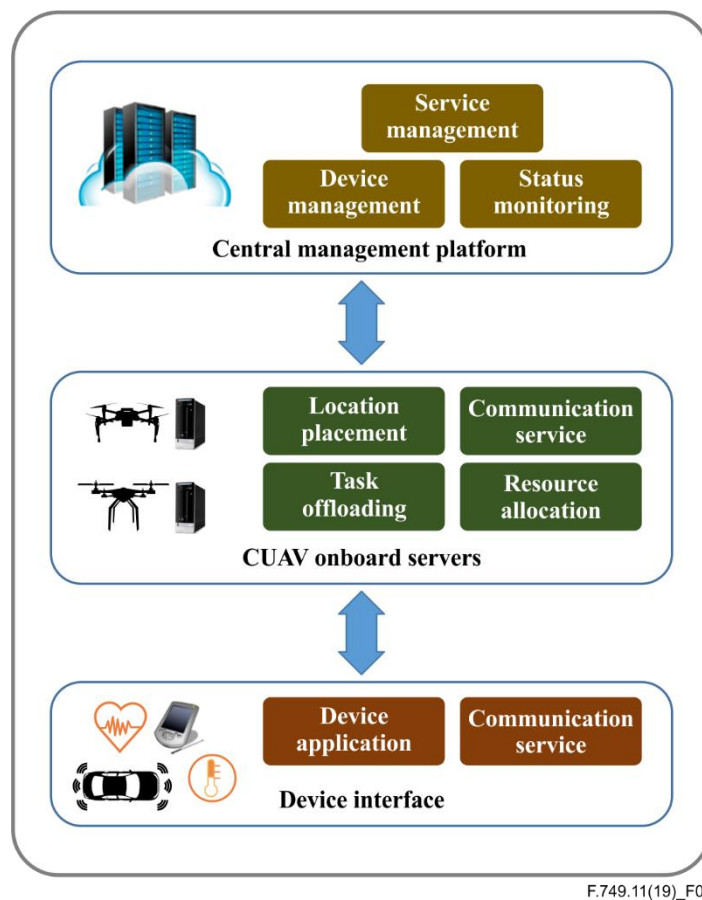 Service
management
Device
management
Status
monitoring
Central management platform
Location
placement
Communication
service
Task
offloading
Resource
allocation
CUAV onboard servers
Device
application
Communication
service
Device interface
F.749.11(19)_F0